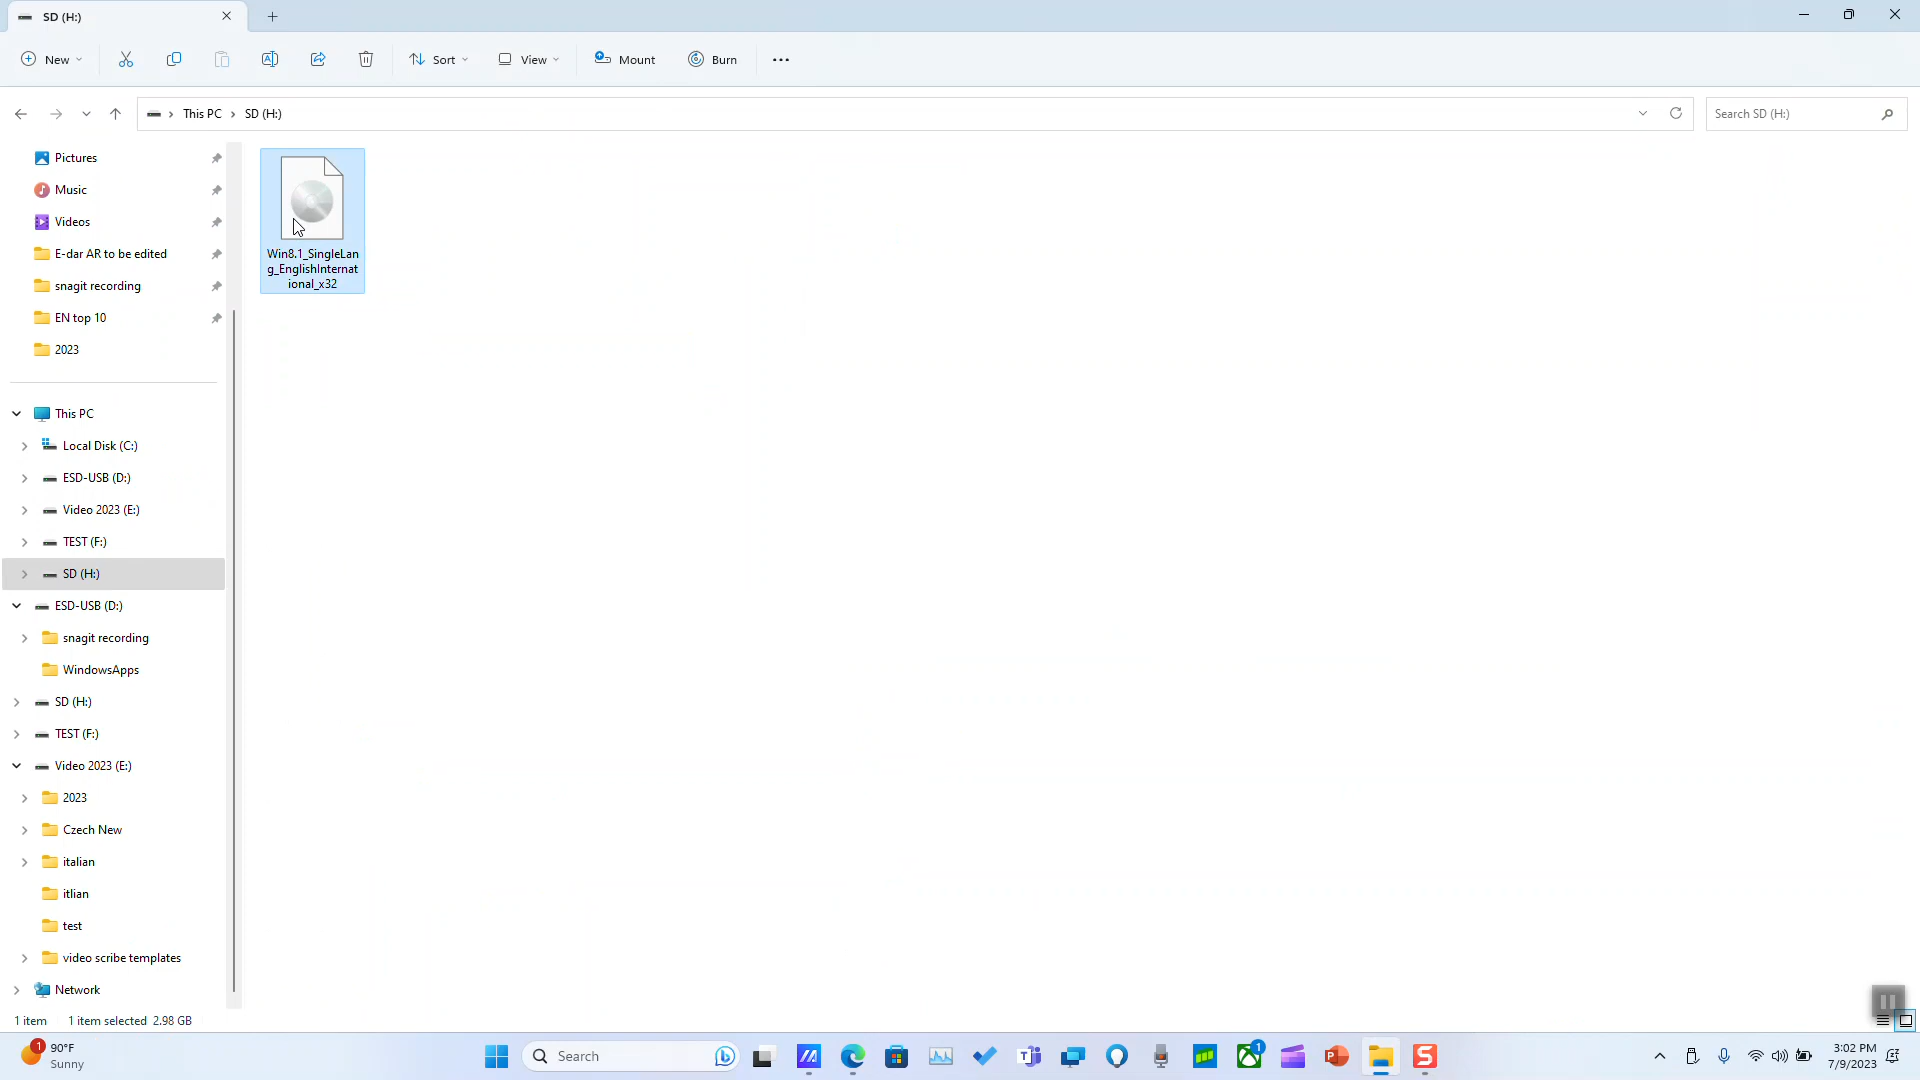 SD (H:)
New
Sort
View
Mount
Burn
This PC
SD (H:)
Search SD (H:)
Pictures
Music
Videos
E-dar AR to be edited
snagit recording
EN top 10
2023
This PC
Local Disk (C:)
ESD-USB (D:)
Video 2023 (E:)
TEST (F:)
SD (H:)
ESD-USB (D:)
snagit recording
WindowsApps
SD (H:)
TEST (F:)
Video 2023 (E:)
2023
Czech New
italian
itlian
test
video scribe templates
Network
Win8.1_SingleLan
g_EnglishInternat
ional_x32
1 item 1 item selected 2.98 GB
1
90°F
Sunny
Search
1
3:02 PM
7/9/2023